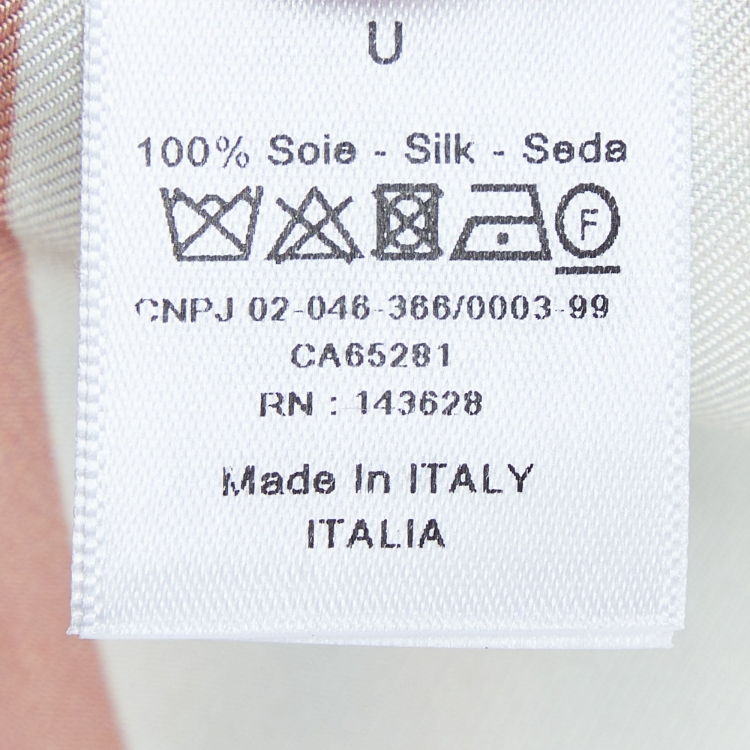 U
100% Soie - Silk - Seda
F
CNPJ 02-046-366/0003-99
CA65281
RN : 143628
Made In ITALY
ITALIA